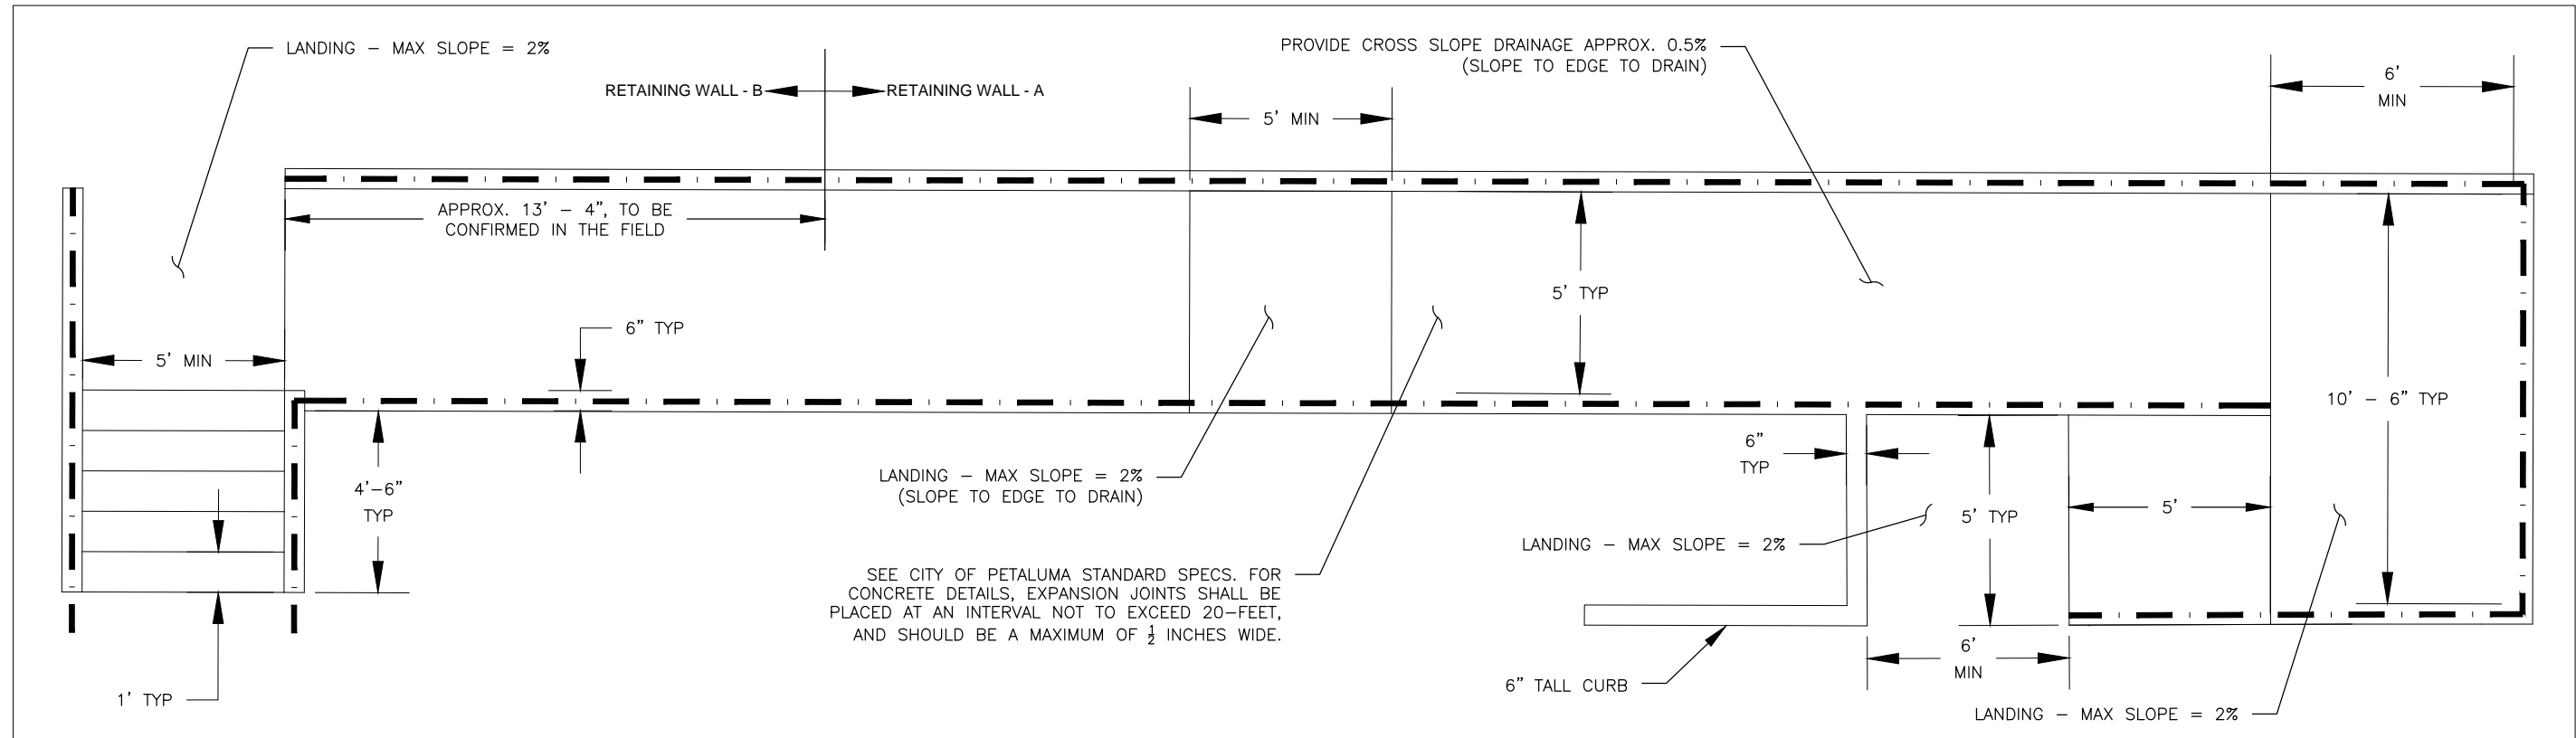 LANDING – MAX SLOPE = 2%
PROVIDE CROSS SLOPE DRAINAGE APPROX. 0.5%
(SLOPE TO EDGE TO DRAIN)
6'
MIN
RETAINING WALL - B
RETAINING WALL - A
5' MIN
APPROX. 13' – 4", TO BE
CONFIRMED IN THE FIELD
5' TYP
6" TYP
5' MIN
10' – 6" TYP
6"
TYP
LANDING – MAX SLOPE = 2%
(SLOPE TO EDGE TO DRAIN)
4'–6"
TYP
5' TYP
5'
LANDING – MAX SLOPE = 2%
SEE CITY OF PETALUMA STANDARD SPECS. FOR
CONCRETE DETAILS, EXPANSION JOINTS SHALL BE
PLACED AT AN INTERVAL NOT TO EXCEED 20–FEET,
AND SHOULD BE A MAXIMUM OF ½ INCHES WIDE.
6'
MIN
6" TALL CURB
1' TYP
LANDING – MAX SLOPE = 2%